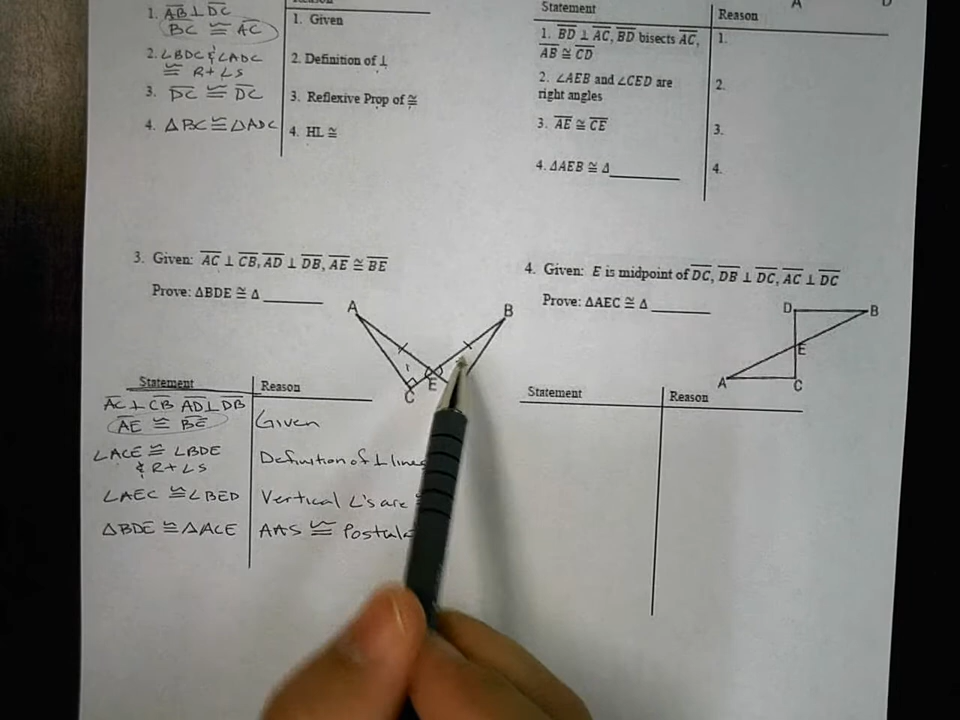 Reason
1. AB ⊥ DC
BC ≅ AC
1. Given
2. ∠BDC & ∠ADC
≅ R+ ∠S
2. Definition of ⊥
3. DC ≅ DC
3. Reflexive Prop of ≅
4. ΔBC ≅ ΔADC
4. HL ≅
A D
Statement
Reason
1. BD ⊥ AC, BD bisects AC,
AB ≅ CD
1.
2. ∠AEB and ∠CED are
right angles
2.
3. AE ≅ CE
3.
4. ΔAEB ≅ Δ________
4.
3. Given: AC ⊥ CB, AD ⊥ DB, AE ≅ BE
Prove: ΔBDE ≅ Δ________
A
B
C
E
Statement
Reason
AC ⊥ CB AD ⊥ DB
AE ≅ BE
Given
∠ACE ≅ ∠BDE
& R+ ∠S
Definition of ⊥ line
∠AEC ≅ ∠BED
Vertical ∠'s are
ΔBDE ≅ ΔACE
AAS ≅ Postula
4. Given: E is midpoint of DC, DB ⊥ DC, AC ⊥ DC
Prove: ΔAEC ≅ Δ________
D
B
E
A
C
Statement
Reason